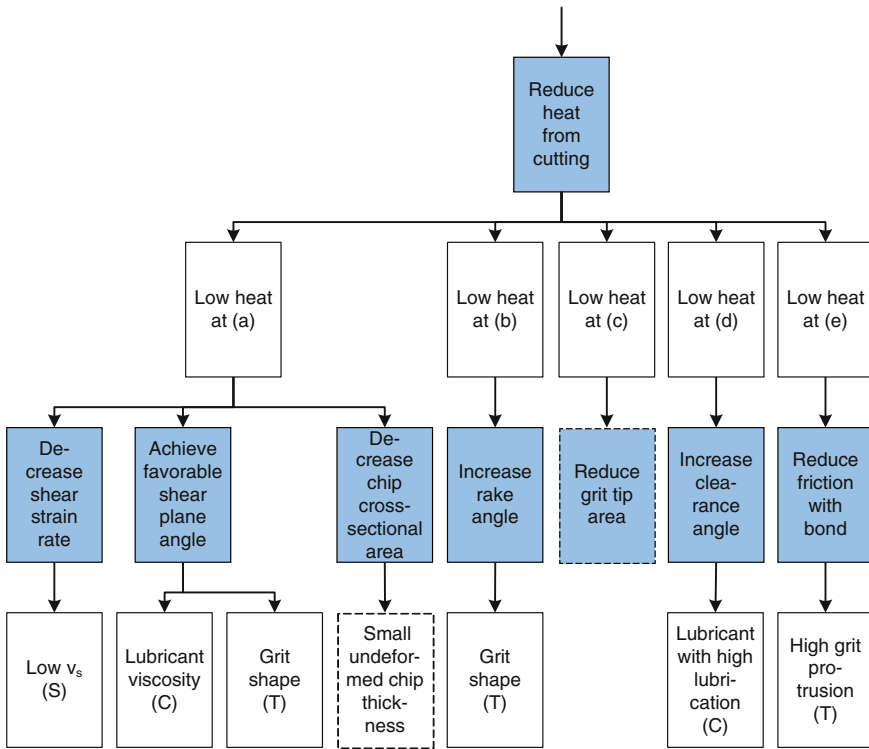 Reduce
heat
from
cutting
Low heat
at (a)
Low heat
at (b)
Low heat
at (c)
Low heat
at (d)
Low heat
at (e)
De-
crease
shear
strain
rate
Achieve
favorable
shear
plane
angle
De-
crease chip
cross-
sectional
area
Increase
rake
angle
Reduce
grit tip
area
Increase
clea-
rance
angle
Reduce
friction with
bond
Low vₛ
(S)
Lubricant
viscosity
(C)
Grit
shape
(T)
Small
undefor-
med chip
thick-
ness
Grit
shape
(T)
Lubricant
with high
lubri-
cation
(C)
High grit
pro-
trusion
(T)